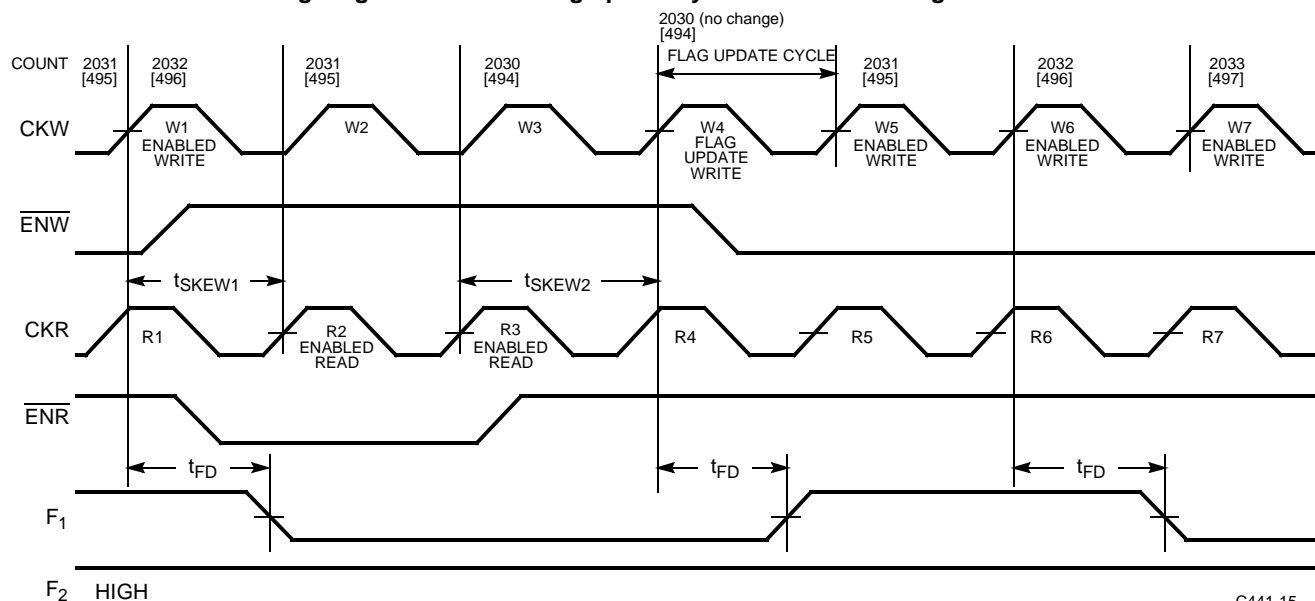 2030 (no change)
[494]
FLAG UPDATE CYCLE
COUNT 2031 2032 2031 2030 2031 2032 2033
[495] [496] [495] [494] [495] [496] [497]
CKW W1 W2 W3 W4 W5 W6 W7
ENABLED WRITE
FLAG UPDATE WRITE
ENABLED WRITE
ENABLED WRITE
ENABLED WRITE
ENW
tSKEW1 tSKEW2
CKR R1 R2 R3 R4 R5 R6 R7
ENABLED READ
ENABLED READ
ENR
tFD tFD tFD
F1
F2 HIGH